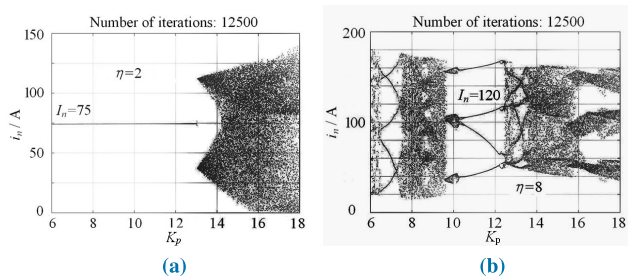 Number of iterations: 12500
150
100
50
0
i_n / A
η=2
I_n=75
6 8 10 12 14 16 18
K_p
(a)
Number of iterations: 12500
200
100
0
i_n / A
I_n=120
η=8
6 8 10 12 14 16 18
K_p
(b)